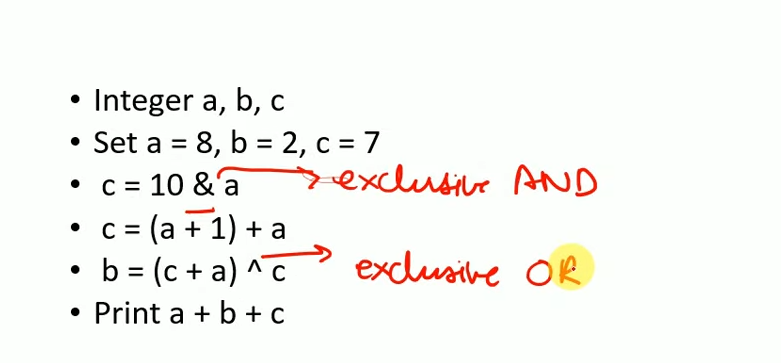 • Integer a, b, c
• Set a = 8, b = 2, c = 7
• c = 10 & a exclusive AND
• c = (a + 1) + a
• b = (c + a) ^ c exclusive OR
• Print a + b + c